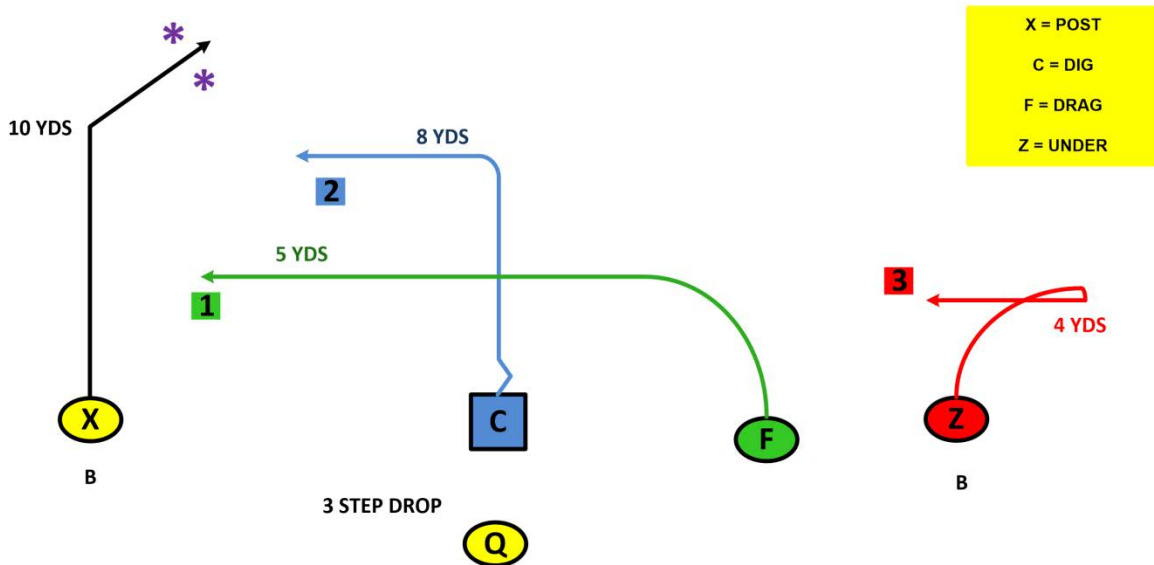 X = POST
C = DIG
F = DRAG
Z = UNDER
* 
*
10 YDS
8 YDS
2
5 YDS
1
3
4 YDS
X
C
F
Z
B
B
3 STEP DROP
Q